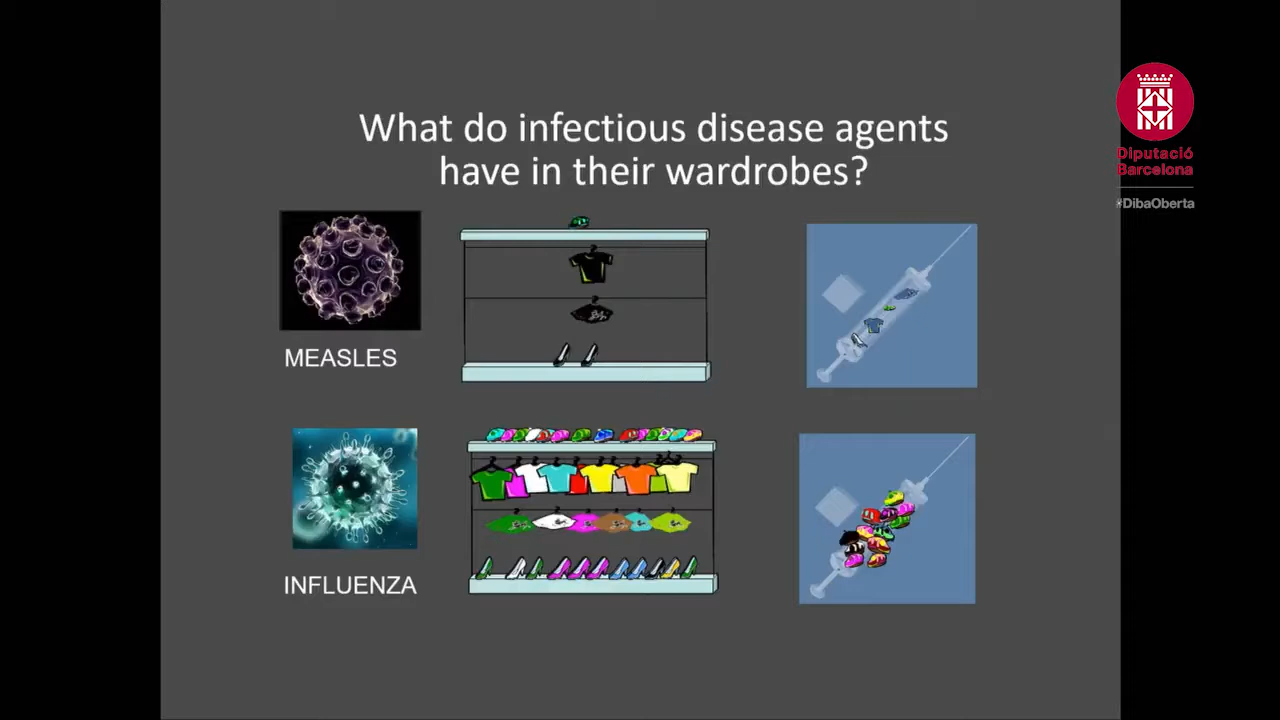 What do infectious disease agents
have in their wardrobes?
MEASLES
INFLUENZA
Diputació
Barcelona
#DibaOberta